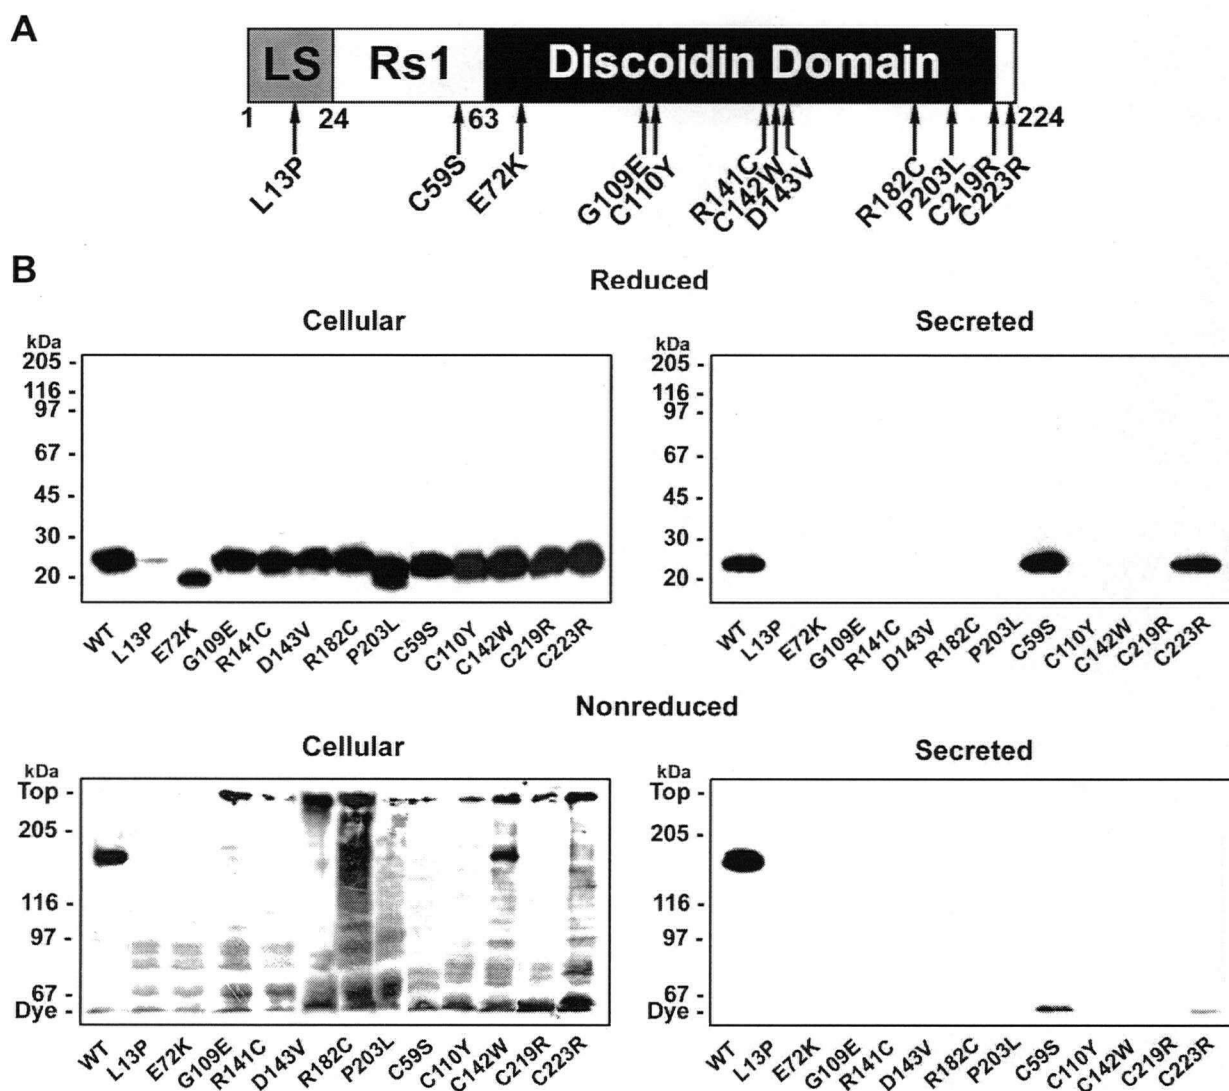 A
LS Rs1 Discoidin Domain
1 24 63 224
L13P C59S E72K G109E C110Y R141C C142W D143V R182C P203L C219R C223R
B
Reduced
Cellular
kDa
205 -
116 -
97 -
67 -
45 -
30 -
20 -
WT L13P E72K G109E R141C D143V R182C P203L C59S C110Y C142W C219R C223R
Secreted
kDa
205 -
116 -
97 -
67 -
45 -
30 -
20 -
WT L13P E72K G109E R141C D143V R182C P203L C59S C110Y C142W C219R C223R
Nonreduced
Cellular
kDa
Top -
205 -
116 -
97 -
67 -
Dye -
WT L13P E72K G109E R141C D143V R182C P203L C59S C110Y C142W C219R C223R
Secreted
kDa
Top -
205 -
116 -
97 -
67 -
Dye -
WT L13P E72K G109E R141C D143V R182C P203L C59S C110Y C142W C219R C223R